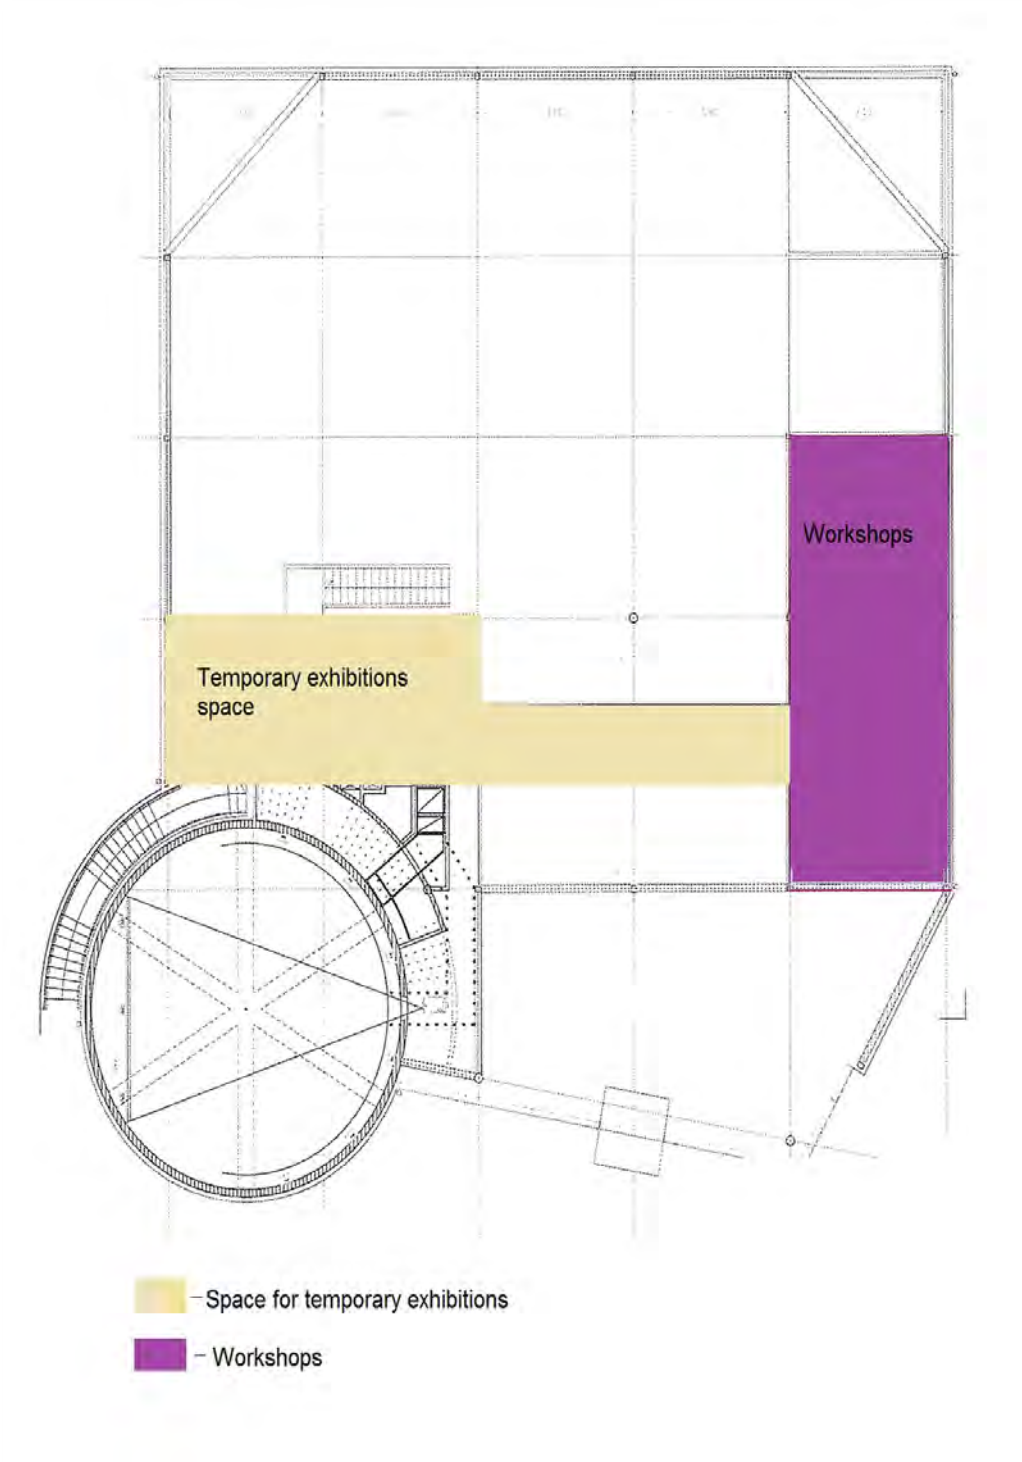 Workshops
Temporary exhibitions
space
– Space for temporary exhibitions
– Workshops